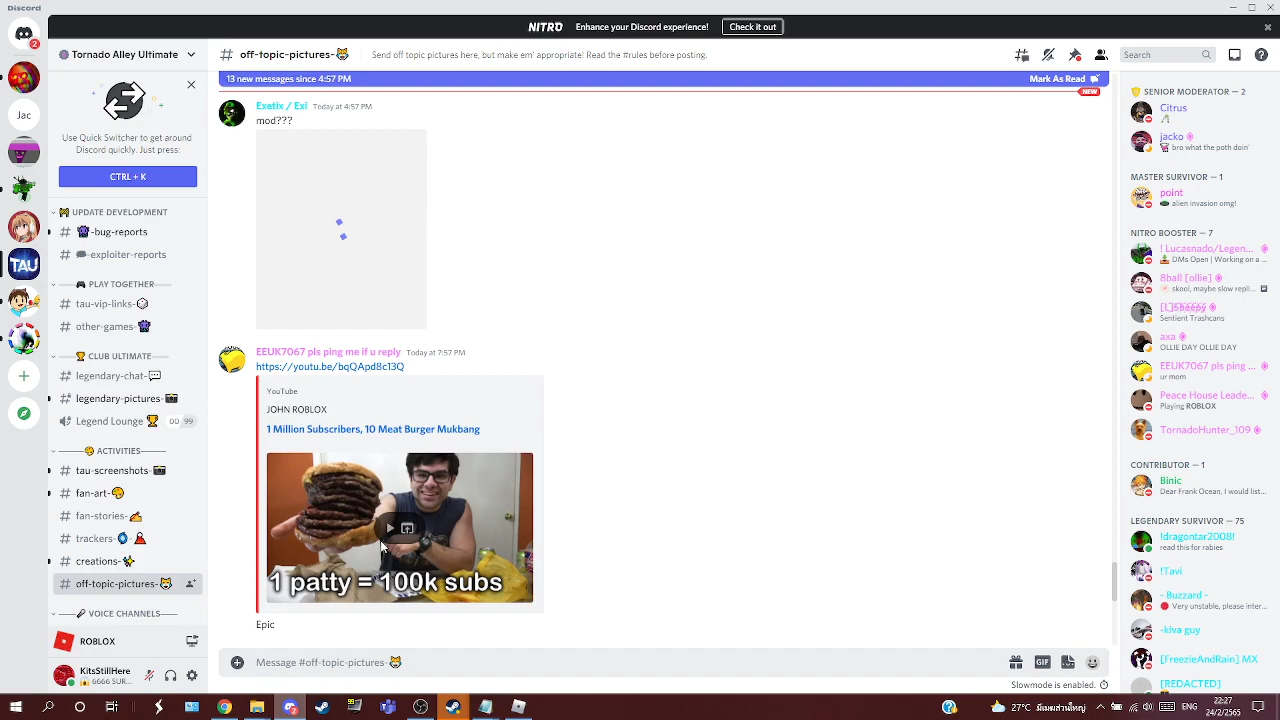 Discord
NITRO Enhance your Discord experience! Check it out
2
Tornado Alley Ultimate
off-topic-pictures- Send off topic pictures here, but make em' appropriate! Read the #rules before posting.
Search
Jac
TAU
Use Quick Switcher to get around
Discord quickly. Just press:
CTRL + K
UPDATE DEVELOPMENT
-bug-reports
-exploiter-reports
PLAY TOGETHER
tau-vip-links-
other-games-
CLUB ULTIMATE
legendary-chat-
legendary-pictures-
Legend Lounge 00 99
ACTIVITIES
tau-screenshots-
fan-art-
fan-stories-
trackers-
creations-
off-topic-pictures-
VOICE CHANNELS
ROBLOX
KitsstillHere
6666 SUR...
13 new messages since 4:57 PM Mark As Read
NEW
Exetix / Exi Today at 4:57 PM
mod???
EEUK7067 pls ping me if u reply Today at 7:57 PM
https://youtu.be/bqQApd8c13Q
YouTube
JOHN ROBLOX
1 Million Subscribers, 10 Meat Burger Mukbang
1 patty = 100k subs
Epic
Message #off-topic-pictures-
GIF
Slowmode is enabled.
SENIOR MODERATOR — 2
Citrus
jacko
bro what the poth doin'
MASTER SURVIVOR — 1
point
alien invasion omg!
NITRO BOOSTER — 7
! Lucasnado/Legen...
DMs Open | Working on a ...
8ball [ollie]
skool, maybe slow repli...
Sentient Trashcans
axa
OLLIE DAY OLLIE DAY
EEUK7067 pls ping ...
ur mom
Peace House Leade...
Playing ROBLOX
TornadoHunter_109
CONTRIBUTOR — 1
Binic
Dear Frank Ocean, I would list...
LEGENDARY SURVIVOR — 75
!dragontar2008!
read this for rabies
!Tavi
- Buzzard -
Very unstable, please inter...
-kiva guy
[FreezieAndRain] MX
[REDACTED]
22:27
24/02/2565